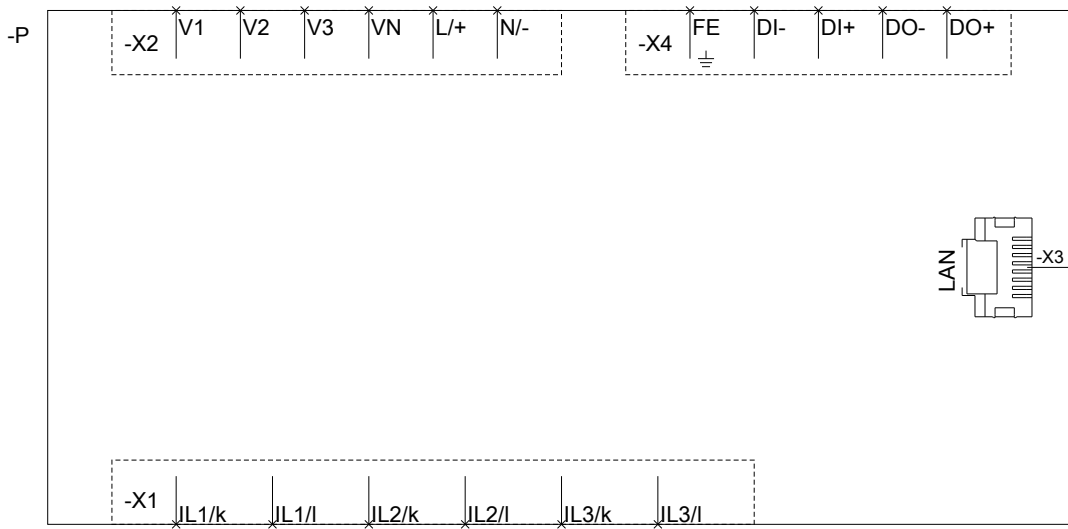 -P
-X2 V1 V2 V3 VN L/+ N/-
-X4 FE DI- DI+ DO- DO+
LAN
-X3
-X1 IL1/k IL1/l IL2/k IL2/l IL3/k IL3/l